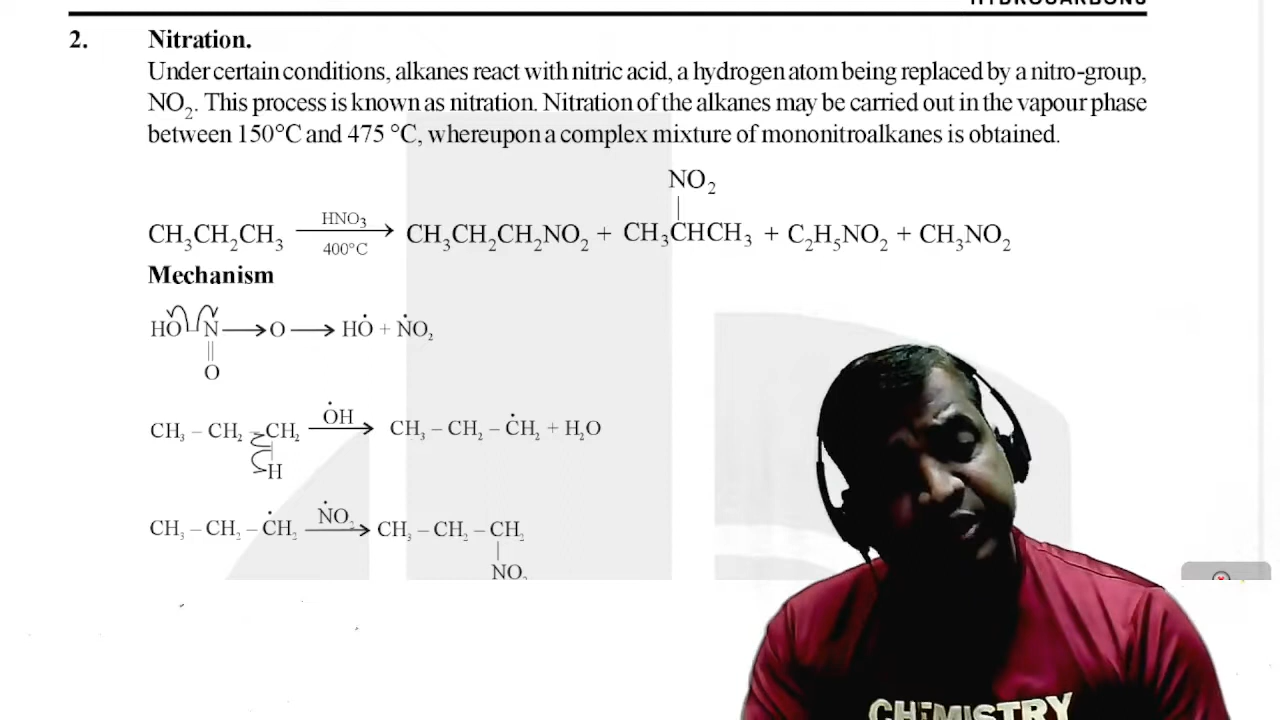 HYDROCARBONS
2. Nitration.
Under certain conditions, alkanes react with nitric acid, a hydrogen atom being replaced by a nitro-group,
NO₂. This process is known as nitration. Nitration of the alkanes may be carried out in the vapour phase
between 150°C and 475 °C, whereupon a complex mixture of mononitroalkanes is obtained.
NO₂
|
CH₃CH₂CH₃ HNO₃ 400°C → CH₃CH₂CH₂NO₂ + CH₃CHCH₃ + C₂H₅NO₂ + CH₃NO₂
Mechanism
HO–N→O → HȮ + ṄO₂
||
O
CH₃ – CH₂ – CH₂ ȮH → CH₃ – CH₂ – ĊH₂ + H₂O
|
H
CH₃ – CH₂ – ĊH₂ ṄO₂ → CH₃ – CH₂ – CH₂
|
NO₂
CHEMISTRY